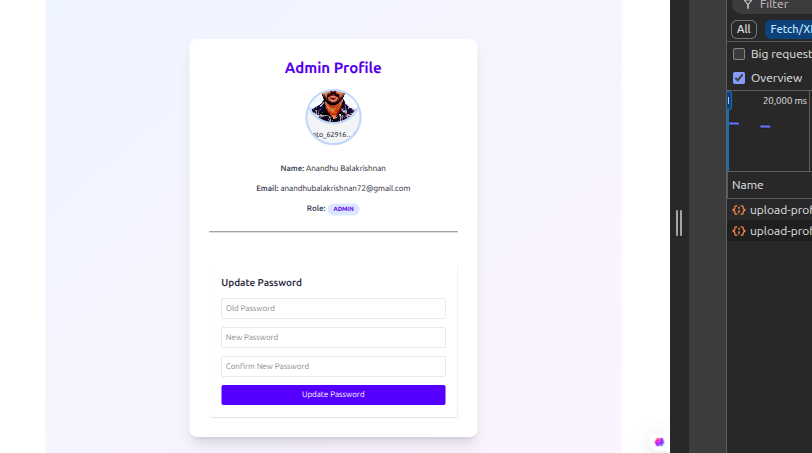 Admin Profile
oto_62916...
Name: Anandhu Balakrishnan
Email: anandhubalakrishnan72@gmail.com
Role: ADMIN
Update Password
Old Password
New Password
Confirm New Password
Update Password
Filter
All
Fetch/X
Big request
Overview
20,000 ms
Name
upload-prof
upload-prof